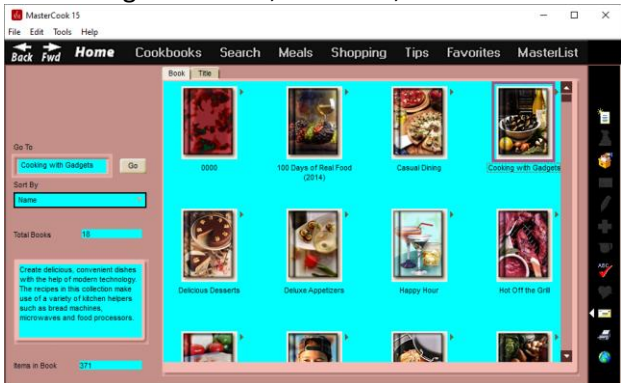 MasterCook 15
File Edit Tools Help
Back Fwd Home Cookbooks Search Meals Shopping Tips Favorites MasterList
Book Title
Go To
Cooking with Gadgets Go
Sort By
Name
Total Books 18
Create delicious, convenient dishes
with the help of modern technology.
The recipes in this collection make
use of a variety of kitchen helpers
such as bread machines,
microwaves and food processors.
Items in Book 371
0000 100 Days of Real Food Casual Dining Cooking with Gadgets
(2014)
Delicious Desserts Deluxe Appetizers Happy Hour Hot Off the Grill
ABC